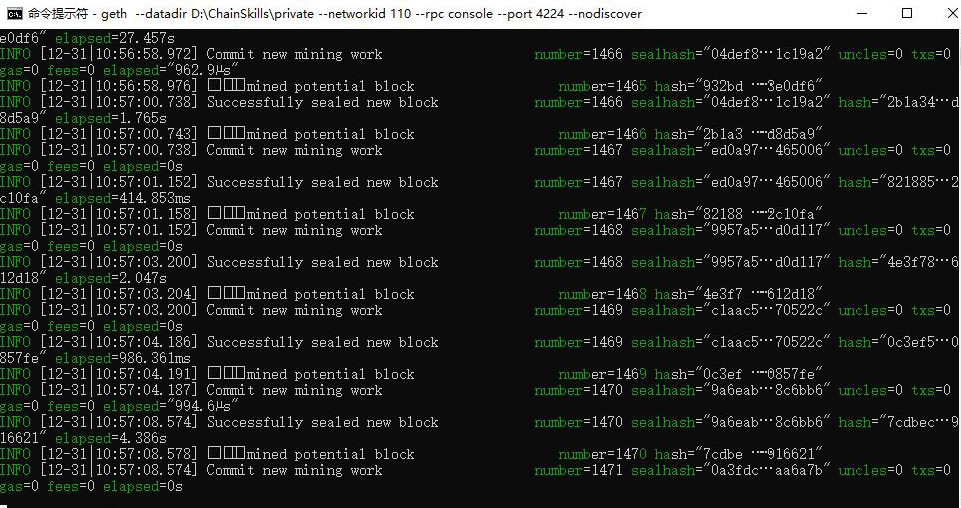 命令提示符 - geth  --datadir D:\ChainSkills\private --networkid 110 --rpc console --port 4224 --nodiscover
e0df6" elapsed=27.457s
INFO [12-31|10:56:58.972] Commit new mining work                   number=1466 sealhash="04def8…1c19a2" uncles=0 txs=0
gas=0 fees=0 elapsed="962.9µs"
INFO [12-31|10:56:58.976] □□□mined potential block                  number=1465 hash="932bd …3e0df6"
INFO [12-31|10:57:00.738] Successfully sealed new block            number=1466 sealhash="04def8…1c19a2" hash="2b1a34…d
8d5a9" elapsed=1.765s
INFO [12-31|10:57:00.743] □□□mined potential block                  number=1466 hash="2b1a3 …d8d5a9"
INFO [12-31|10:57:00.738] Commit new mining work                   number=1467 sealhash="ed0a97…465006" uncles=0 txs=0
gas=0 fees=0 elapsed=0s
INFO [12-31|10:57:01.152] Successfully sealed new block            number=1467 sealhash="ed0a97…465006" hash="821885…2
c10fa" elapsed=414.853ms
INFO [12-31|10:57:01.158] □□□mined potential block                  number=1467 hash="82188 …2c10fa"
INFO [12-31|10:57:01.152] Commit new mining work                   number=1468 sealhash="9957a5…d0d117" uncles=0 txs=0
gas=0 fees=0 elapsed=0s
INFO [12-31|10:57:03.200] Successfully sealed new block            number=1468 sealhash="9957a5…d0d117" hash="4e3f78…6
12d18" elapsed=2.047s
INFO [12-31|10:57:03.204] □□□mined potential block                  number=1468 hash="4e3f7 …612d18"
INFO [12-31|10:57:03.200] Commit new mining work                   number=1469 sealhash="c1aac5…70522c" uncles=0 txs=0
gas=0 fees=0 elapsed=0s
INFO [12-31|10:57:04.186] Successfully sealed new block            number=1469 sealhash="c1aac5…70522c" hash="0c3ef5…0
857fe" elapsed=986.361ms
INFO [12-31|10:57:04.191] □□□mined potential block                  number=1469 hash="0c3ef …0857fe"
INFO [12-31|10:57:04.187] Commit new mining work                   number=1470 sealhash="9a6eab…8c6bb6" uncles=0 txs=0
gas=0 fees=0 elapsed="994.6µs"
INFO [12-31|10:57:08.574] Successfully sealed new block            number=1470 sealhash="9a6eab…8c6bb6" hash="7cdbec…9
16621" elapsed=4.386s
INFO [12-31|10:57:08.578] □□□mined potential block                  number=1470 hash="7cdbe …916621"
INFO [12-31|10:57:08.574] Commit new mining work                   number=1471 sealhash="0a3fdc…aa6a7b" uncles=0 txs=0
gas=0 fees=0 elapsed=0s